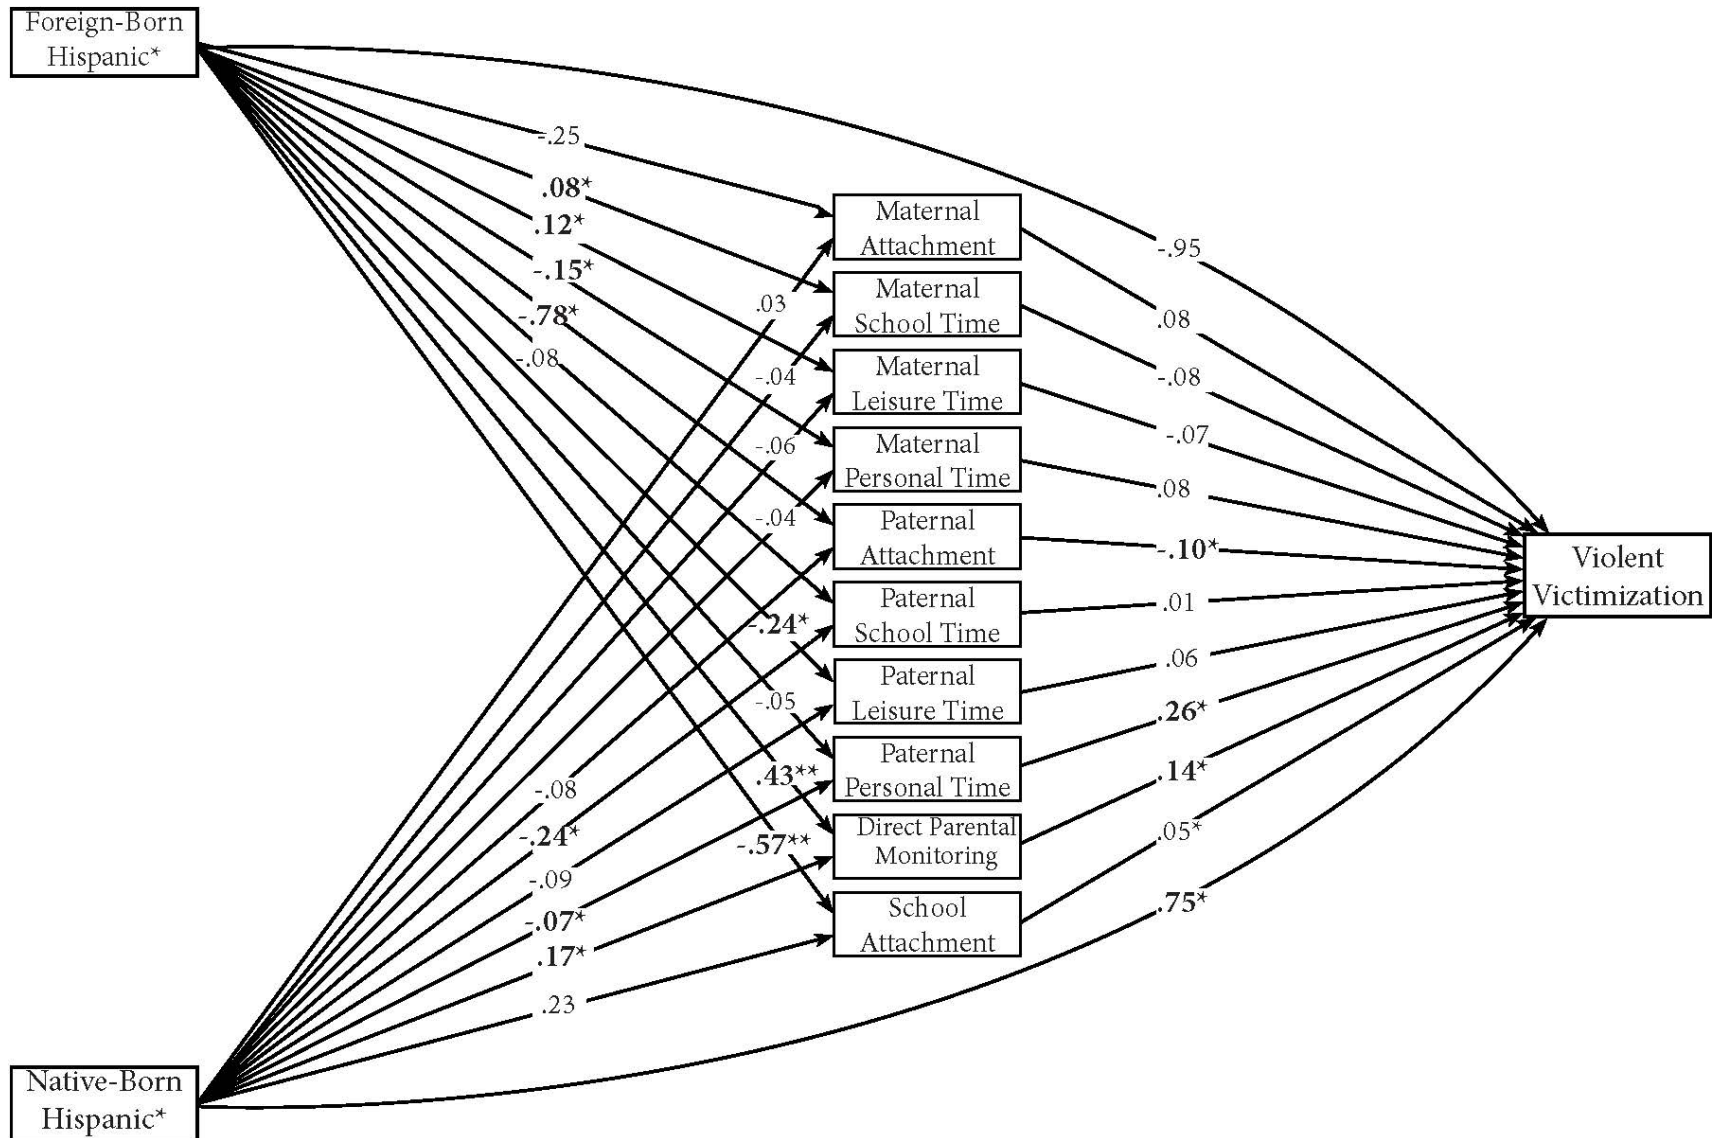 Foreign-Born
Hispanic*
-.25
.08*
.12*
-.15*
-.78*
-.08
.03
-.04
-.06
-.04
-.24*
-.05
.43**
-.57**
-.08
-.24*
-.09
-.07*
.17*
.23
Native-Born
Hispanic*
Maternal
Attachment
Maternal
School Time
Maternal
Leisure Time
Maternal
Personal Time
Paternal
Attachment
Paternal
School Time
Paternal
Leisure Time
Paternal
Personal Time
Direct Parental
Monitoring
School
Attachment
-.95
.08
-.08
-.07
.08
-.10*
.01
.06
.26*
.14*
.05*
.75*
Violent
Victimization